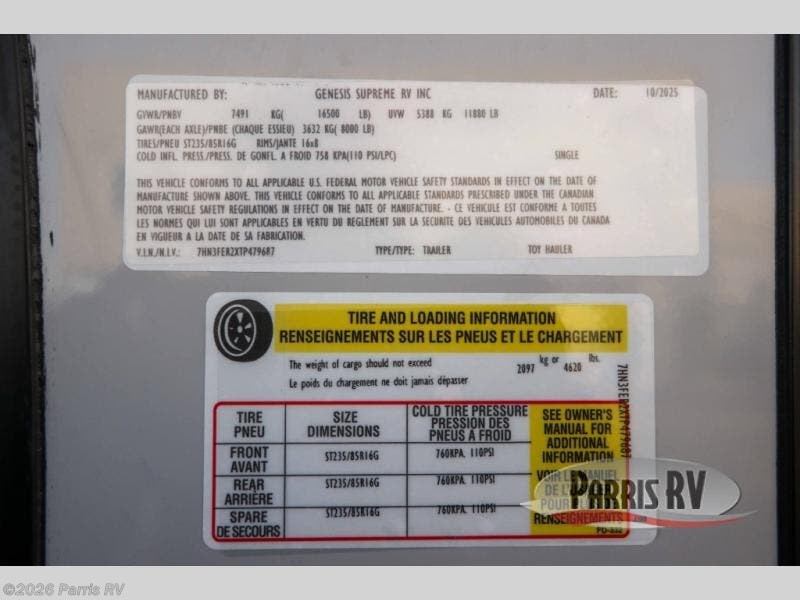 MANUFACTURED BY: GENESIS SUPREME RV INC DATE: 10/2025
GVWR/PNBV 7491 KG( 16500 LB) UVW 5388 KG 11880 LB
GAWR(EACH AXLE)/PNBE (CHAQUE ESSIEU) 3632 KG( 8000 LB)
TIRES/PNEU ST235/85R16G RIMS/JANTE 16x8
COLD INFL. PRESS./PRESS. DE GONFL. A FROID 758 KPA(110 PSI/LPC) SINGLE
THIS VEHICLE CONFORMS TO ALL APPLICABLE U.S. FEDERAL MOTOR VEHICLE SAFETY STANDARDS IN EFFECT ON THE DATE OF
MANUFACTURE SHOWN ABOVE. THIS VEHICLE CONFORMS TO ALL APPLICABLE STANDARDS PRESCRIBED UNDER THE CANADIAN
MOTOR VEHICLE SAFETY REGULATIONS IN EFFECT ON THE DATE OF MANUFACTURE. - CE VEHICULE EST CONFORME A TOUTES
LES NORMES QUI LUI SONT APPLICABLES EN VERTU DU REGLEMENT SUR LA SECURITE DES VEHICULES AUTOMOBILES DU CANADA
EN VIGUEUR A LA DATE DE SA FABRICATION.
V.I.N./N.I.V.: 7HN3FER2XTP479687 TYPE/TYPE: TRAILER TOY HAULER
TIRE AND LOADING INFORMATION
RENSEIGNEMENTS SUR LES PNEUS ET LE CHARGEMENT
The weight of cargo should not exceed 2097 kg or 4620 lbs.
Le poids du chargement ne doit jamais dépasser
7HN3FER2XTP479687
TIRE PNEU SIZE DIMENSIONS COLD TIRE PRESSURE PRESSION DES PNEUS A FROID
FRONT AVANT ST235/85R16G 760KPA. 110PSI
REAR ARRIÈRE ST235/85R16G 760KPA. 110PSI
SPARE DE SECOURS ST235/85R16G 760KPA. 110PSI
SEE OWNER'S
MANUAL FOR
ADDITIONAL
INFORMATION
VOIR LE MANUEL
DE
POUR
RENSEIGNEMENTS
PARRIS RV
©2026 Parris RV